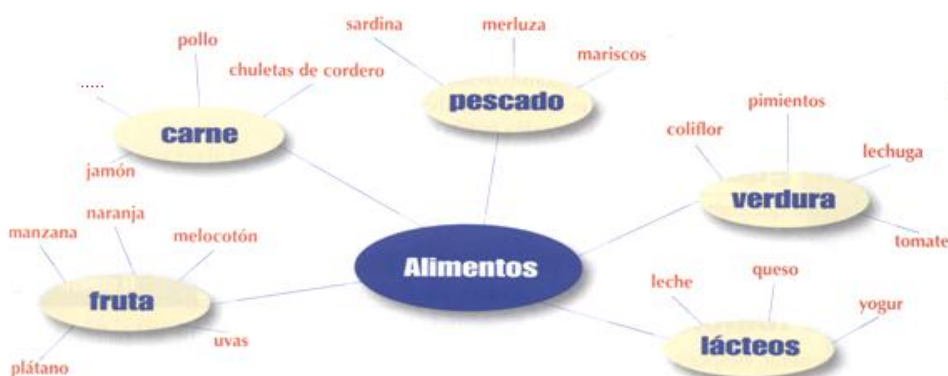 pollo
chuletas de cordero
.....
carne
jamón
sardina
merluza
mariscos
pescado
pimientos
coliflor
lechuga
verdura
tomate
Alimentos
naranja
manzana
melocotón
fruta
uvas
plátano
queso
leche
yogur
lácteos